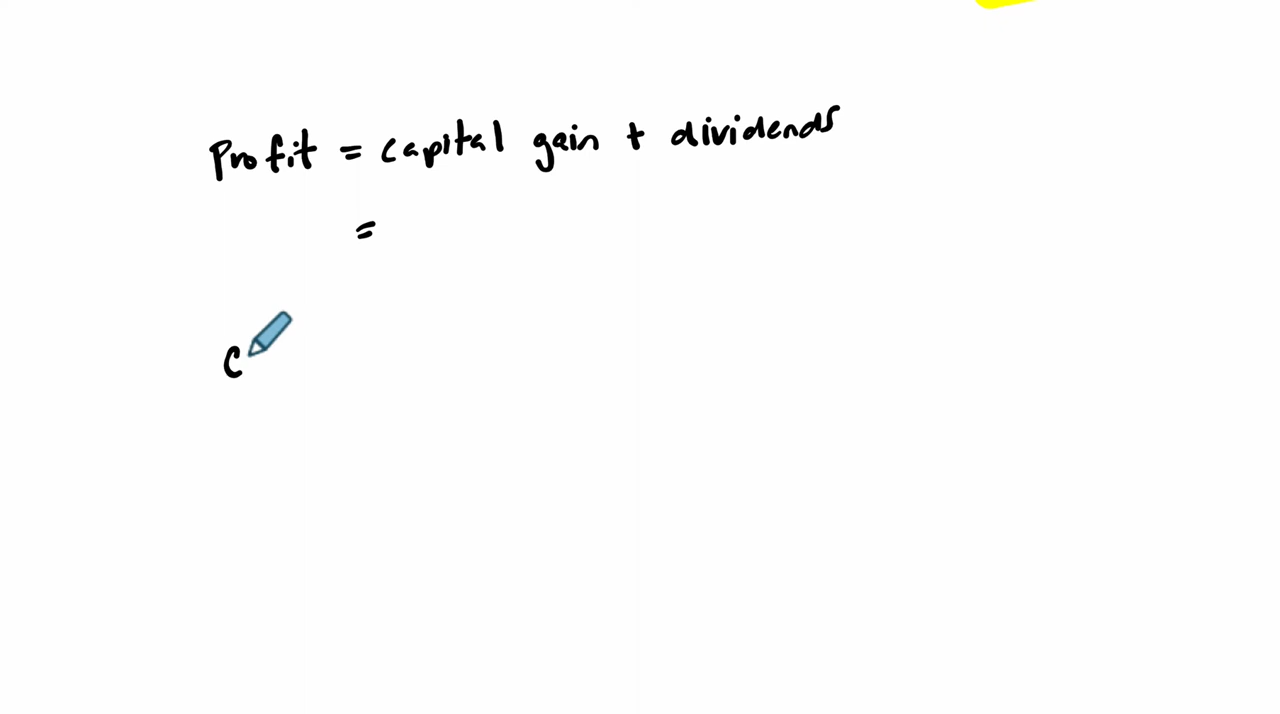 Profit = capital gain + dividends
=
c